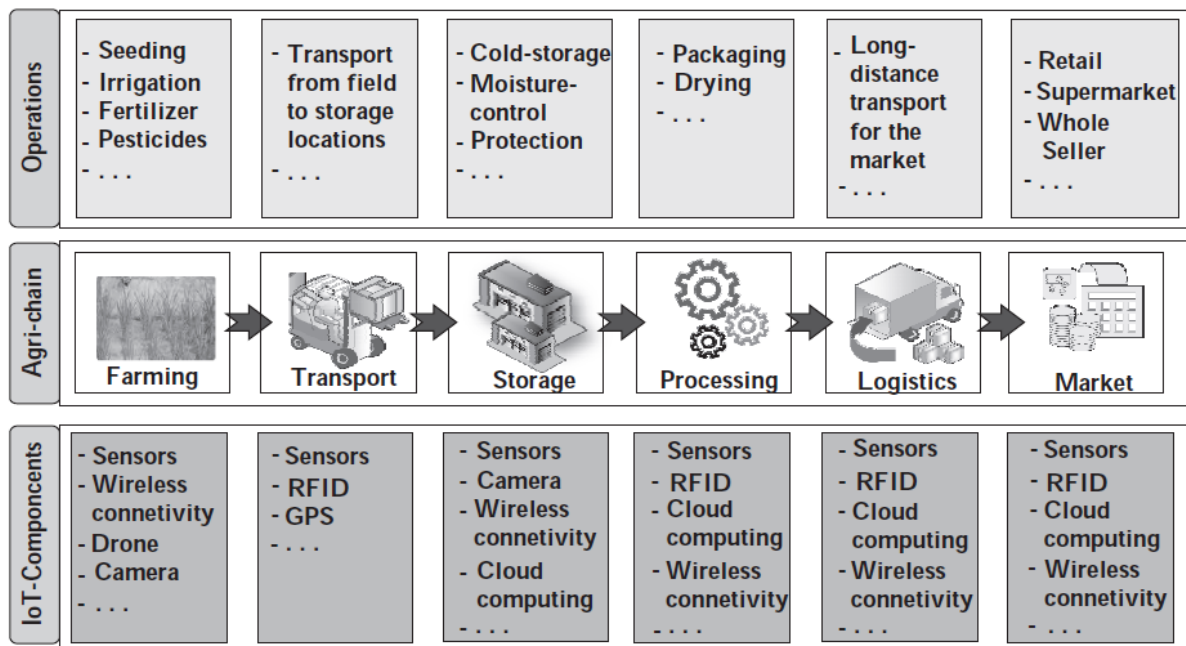 Operations
- Seeding
- Irrigation
- Fertilizer
- Pesticides
- . . .
- Transport
from field
to storage
locations
- . . .
- Cold-storage
- Moisture-
control
- Protection
- . . .
- Packaging
- Drying
- . . .
- Long-
distance
transport
for the
market
- . . .
- Retail
- Supermarket
- Whole
Seller
- . . .
Agri-chain
Farming
Transport
Storage
Processing
Logistics
Market
IoT-Componcents
- Sensors
- Wireless
connetivity
- Drone
- Camera
- . . .
- Sensors
- RFID
- GPS
- . . .
- Sensors
- Camera
- Wireless
connetivity
- Cloud
computing
- . . .
- Sensors
- RFID
- Cloud
computing
- Wireless
connetivity
- . . .
- Sensors
- RFID
- Cloud
computing
- Wireless
connetivity
- . . .
- Sensors
- RFID
- Cloud
computing
- Wireless
connetivity
- . . .